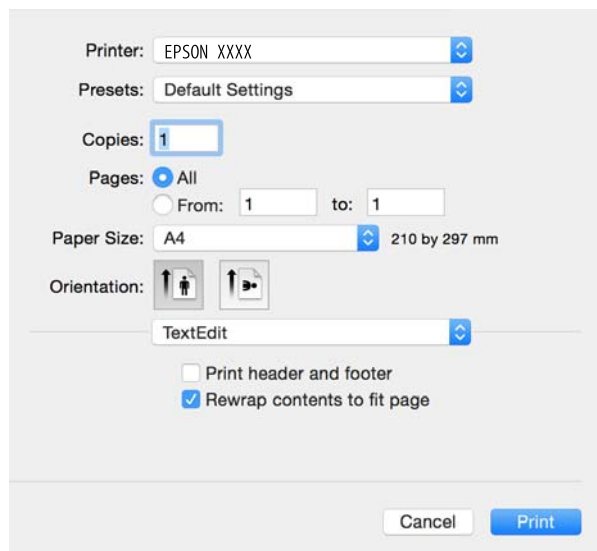 Printer: EPSON XXXX
Presets: Default Settings
Copies: 1
Pages: All
From: 1 to: 1
Paper Size: A4 210 by 297 mm
Orientation:
TextEdit
Print header and footer
Rewrap contents to fit page
Cancel Print